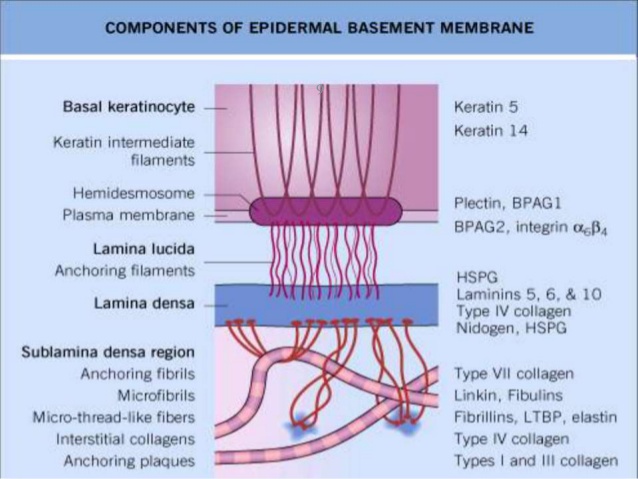 COMPONENTS OF EPIDERMAL BASEMENT MEMBRANE
Basal keratinocyte
Keratin intermediate
filaments
Hemidesmosome
Plasma membrane
Lamina lucida
Anchoring filaments
Lamina densa
Sublamina densa region
Anchoring fibrils
Microfibrils
Micro-thread-like fibers
Interstitial collagens
Anchoring plaques
Keratin 5
Keratin 14
Plectin, BPAG1
BPAG2, integrin α₆β₄
HSPG
Laminins 5, 6, & 10
Type IV collagen
Nidogen, HSPG
Type VII collagen
Linkin, Fibulins
Fibrillins, LTBP, elastin
Type IV collagen
Types I and III collagen